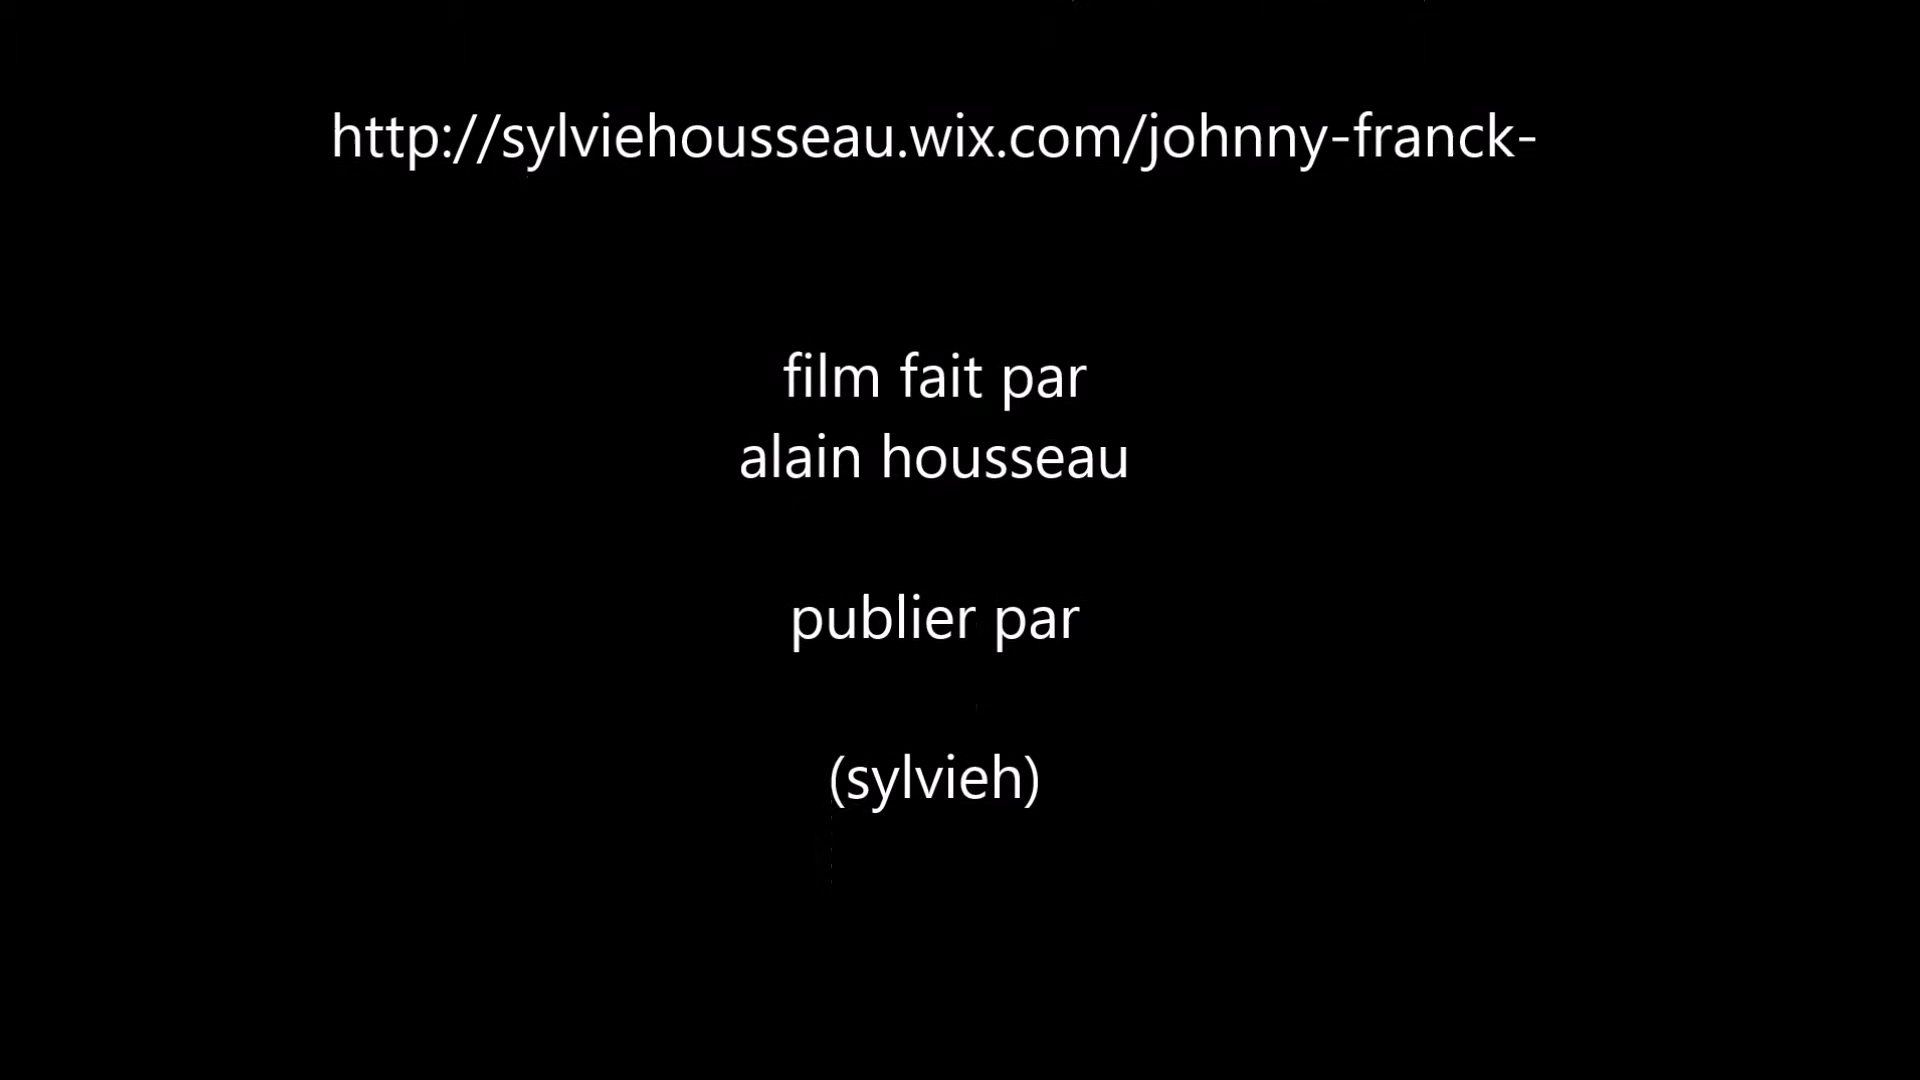 http://sylviehousseau.wix.com/johnny-franck-
film fait par
alain housseau
publier par
(sylvieh)